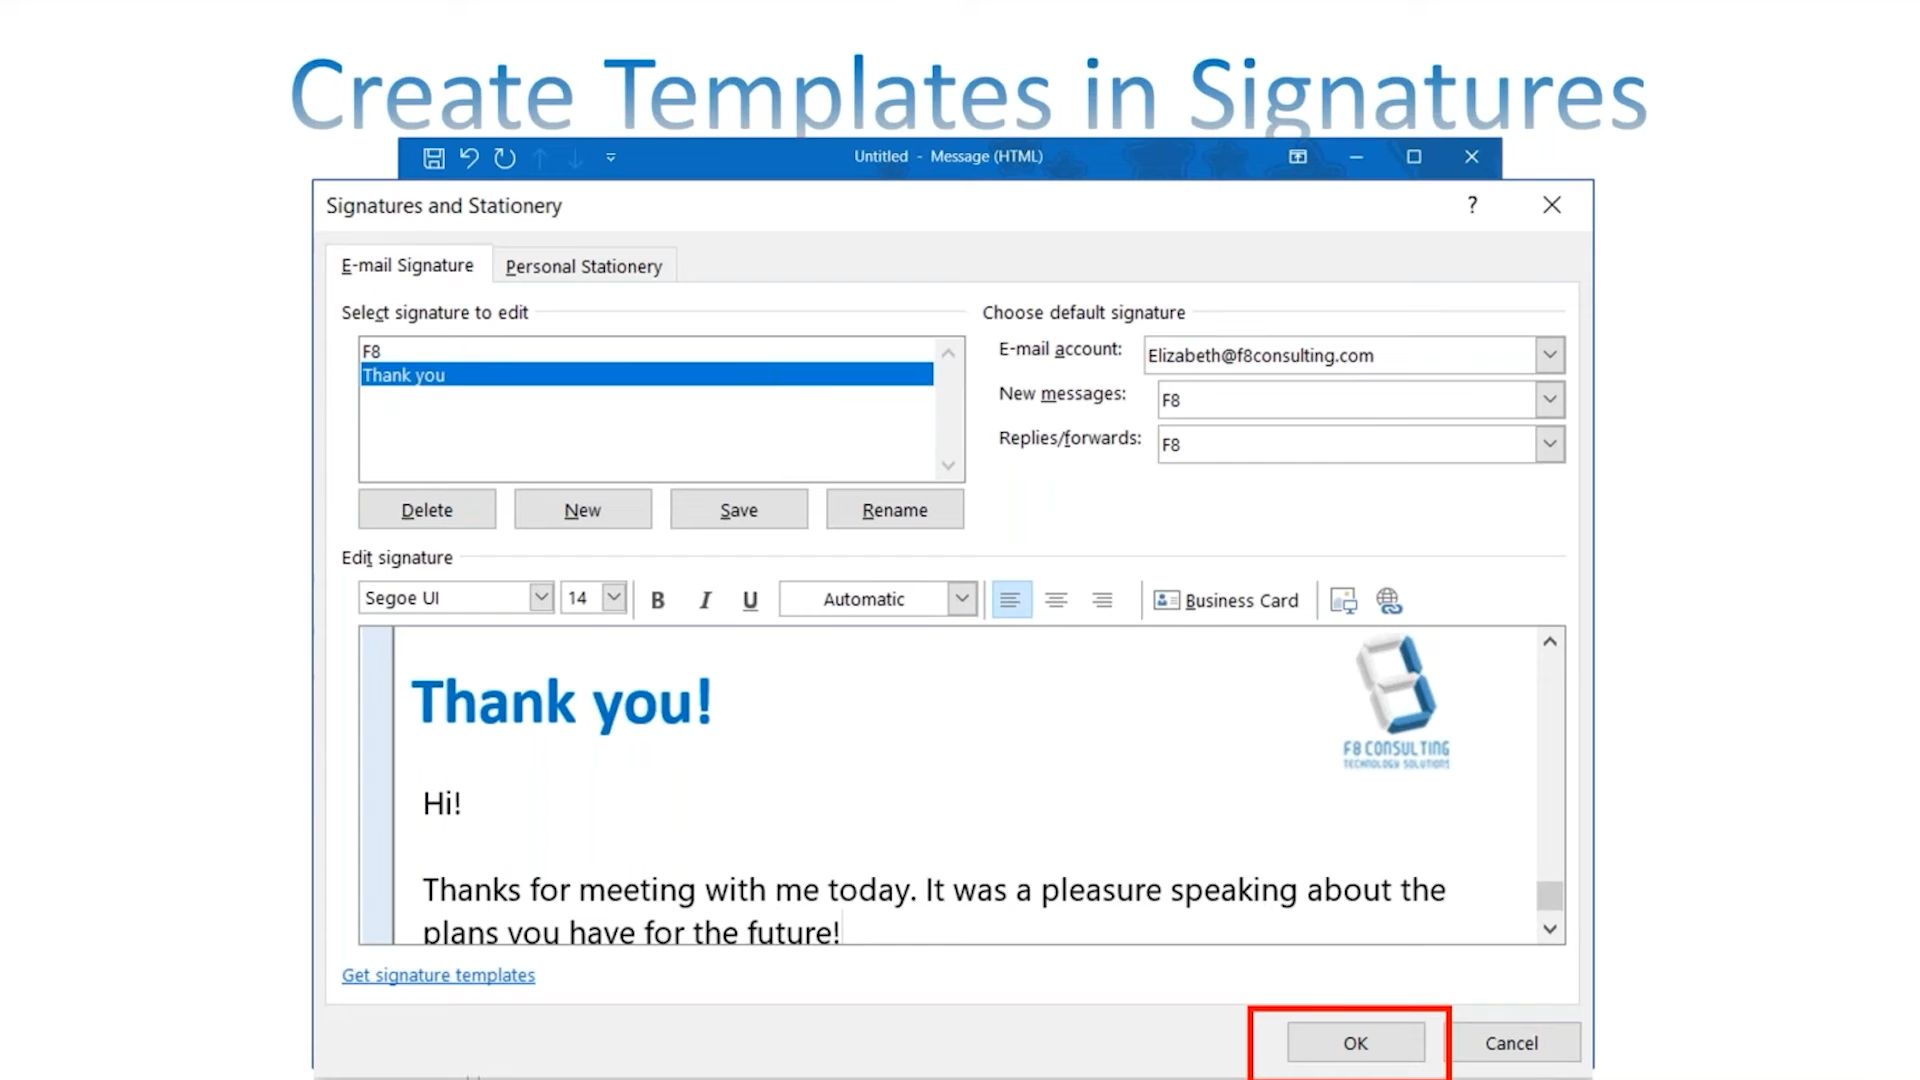 Create Templates in Signatures
Untitled - Message (HTML)
Signatures and Stationery
?
E-mail Signature
Personal Stationery
Select signature to edit
Choose default signature
F8
Thank you
E-mail account:
Elizabeth@f8consulting.com
New messages:
F8
Replies/forwards:
F8
Delete
New
Save
Rename
Edit signature
Segoe UI
14
B
I
U
Automatic
Business Card
Thank you!
F8 CONSULTING
TECHNOLOGY SOLUTIONS
Hi!
Thanks for meeting with me today. It was a pleasure speaking about the
plans you have for the future!
Get signature templates
OK
Cancel